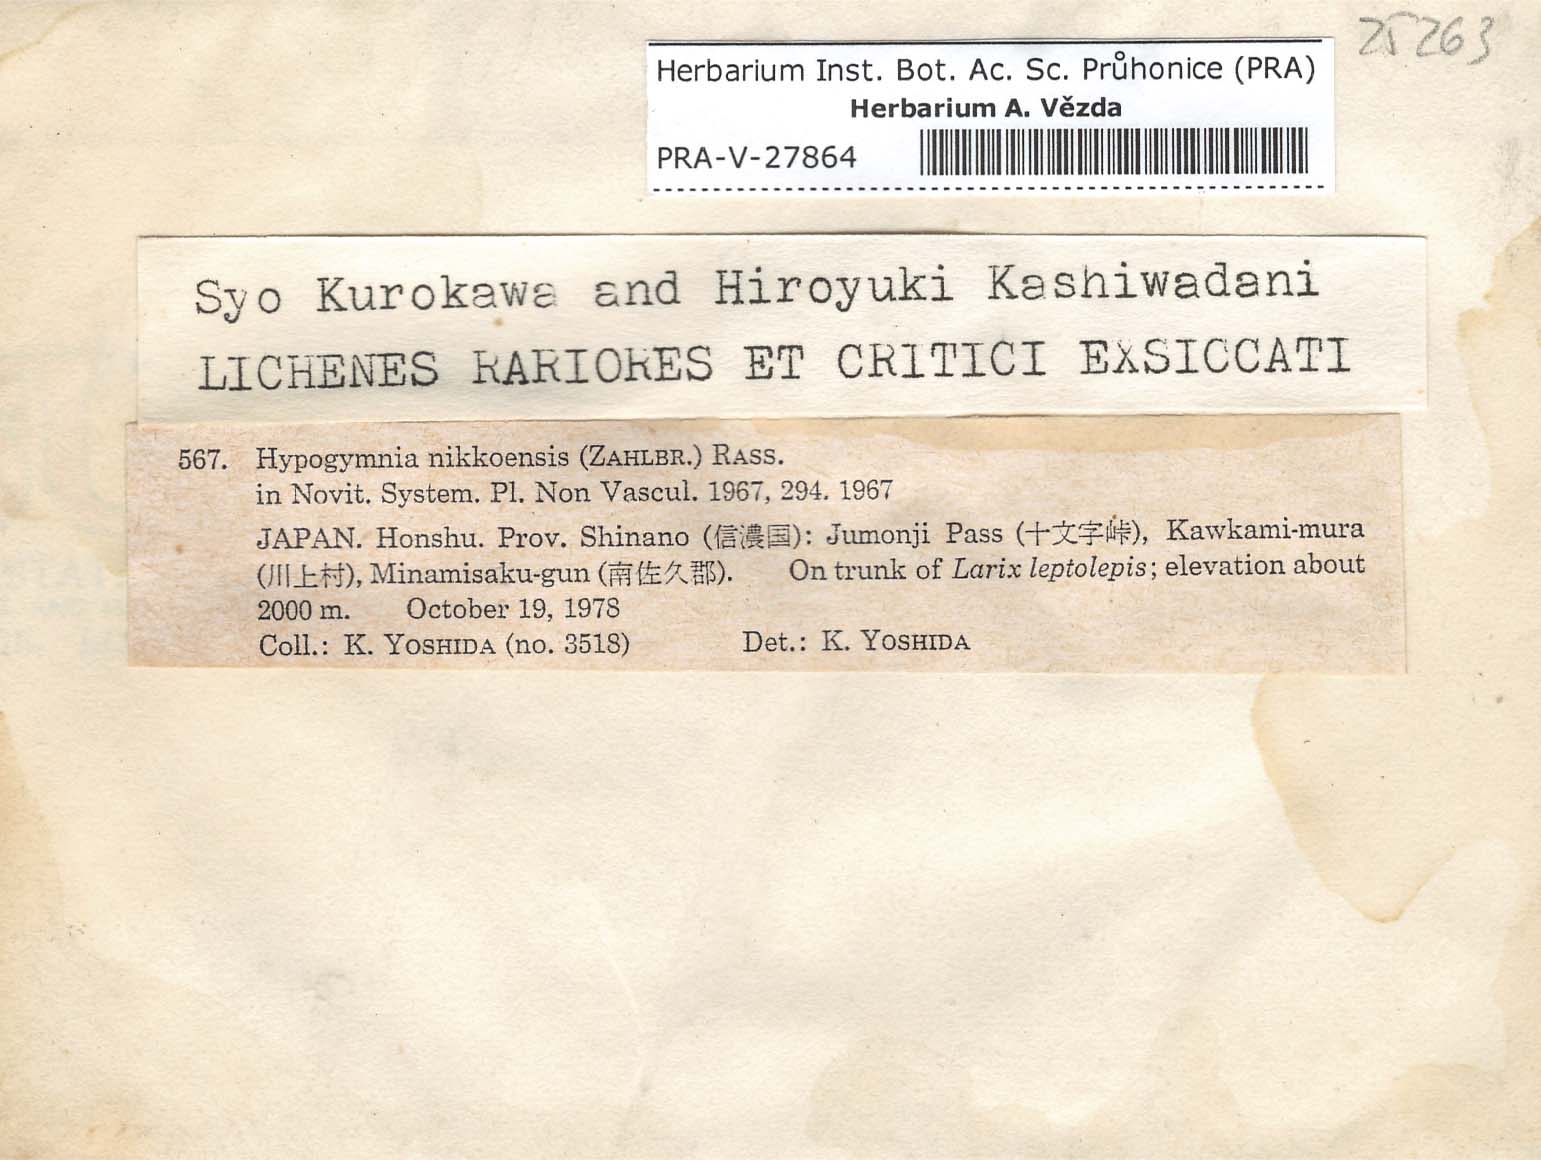 25263
Herbarium Inst. Bot. Ac. Sc. Průhonice (PRA)
Herbarium A. Vězda
PRA-V-27864
Syo Kurokawa and Hiroyuki Kashiwadani
LICHENES RARIORES ET CRITICI EXSICCATI
567. Hypogymnia nikkoensis (ZAHLBR.) RASS.
in Novit. System. Pl. Non Vascul. 1967, 294. 1967
JAPAN. Honshu. Prov. Shinano (信濃国): Jumonji Pass (十文字峠), Kawkami-mura
(川上村), Minamisaku-gun (南佐久郡). On trunk of Larix leptolepis; elevation about
2000 m. October 19, 1978
Coll.: K. YOSHIDA (no. 3518) Det.: K. YOSHIDA